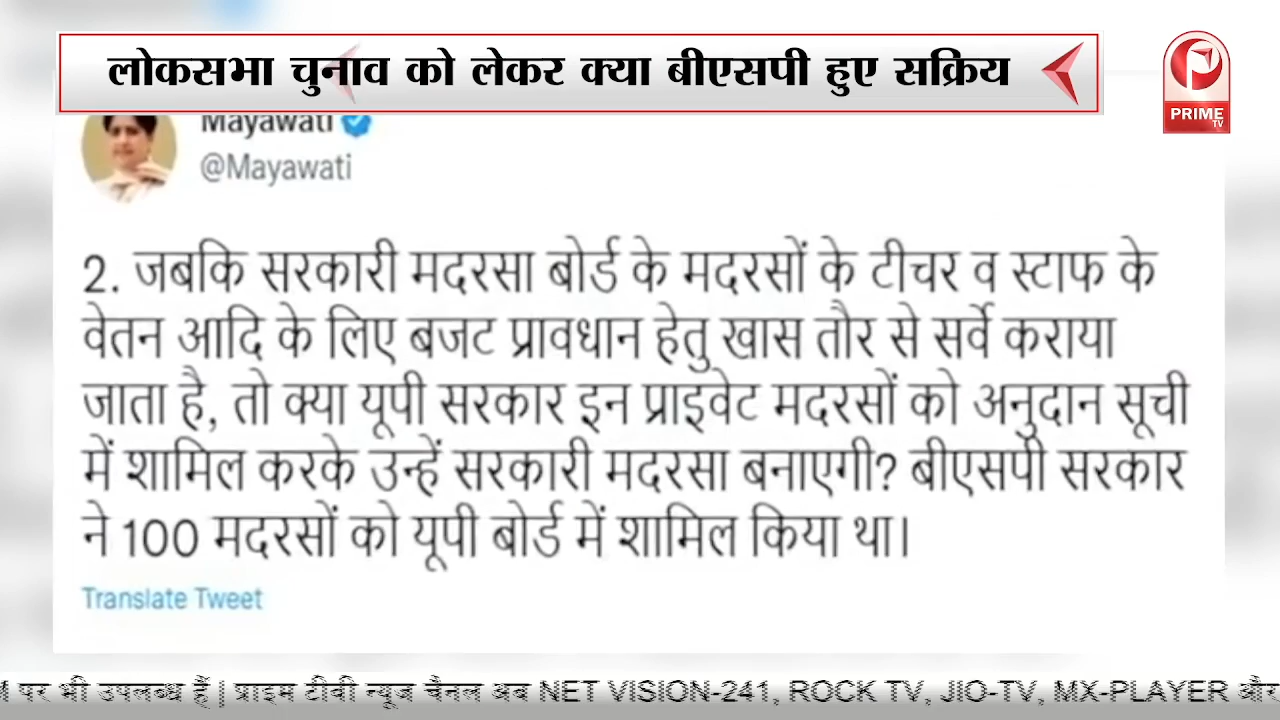 लोकसभा चुनाव को लेकर क्या बीएसपी हुए सक्रिय
PRIME
TV
Mayawati
@Mayawati
2. जबकि सरकारी मदरसा बोर्ड के मदरसों के टीचर व स्टाफ के
वेतन आदि के लिए बजट प्रावधान हेतु खास तौर से सर्वे कराया
जाता है, तो क्या यूपी सरकार इन प्राइवेट मदरसों को अनुदान सूची
में शामिल करके उन्हें सरकारी मदरसा बनाएगी? बीएसपी सरकार
ने 100 मदरसों को यूपी बोर्ड में शामिल किया था।
Translate Tweet
पर भी उपलब्ध हैं | प्राइम टीवी न्यूज चैनल अब NET VISION-241, ROCK TV, JIO-TV, MX-PLAYER और